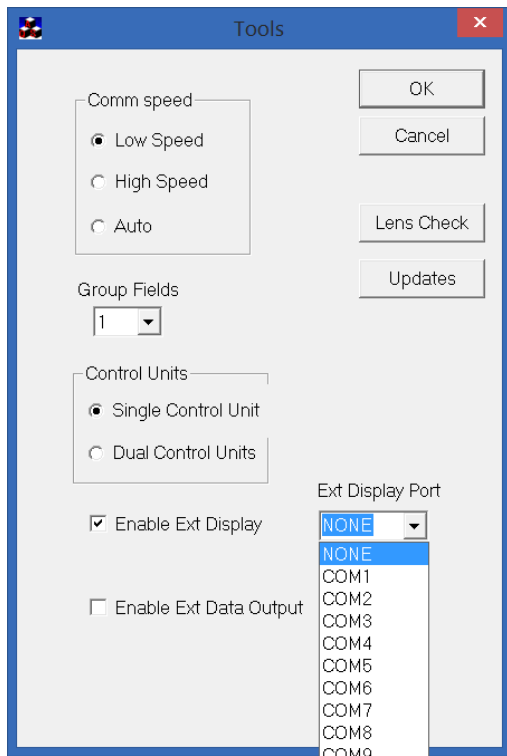 Tools
Comm speed
Low Speed
High Speed
Auto
OK
Cancel
Lens Check
Updates
Group Fields
1
Control Units
Single Control Unit
Dual Control Units
Ext Display Port
Enable Ext Display
NONE
NONE
COM1
COM2
COM3
COM4
COM5
COM6
COM7
COM8
COM9
Enable Ext Data Output